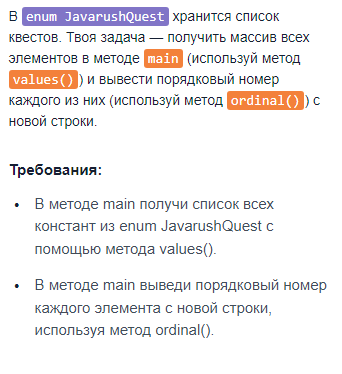 В enum JavarushQuest хранится список
квестов. Твоя задача — получить массив всех
элементов в методе main (используй метод
values()) и вывести порядковый номер
каждого из них (используй метод ordinal()) с
новой строки.
Требования:
• В методе main получи список всех
констант из enum JavarushQuest с
помощью метода values().
• В методе main выведи порядковый номер
каждого элемента с новой строки,
используя метод ordinal().